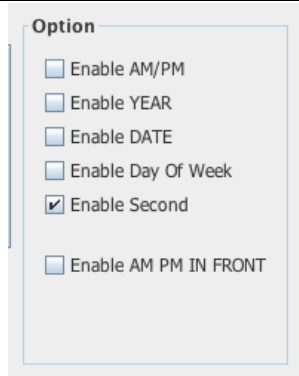 Option
Enable AM/PM
Enable YEAR
Enable DATE
Enable Day Of Week
Enable Second
Enable AM PM IN FRONT